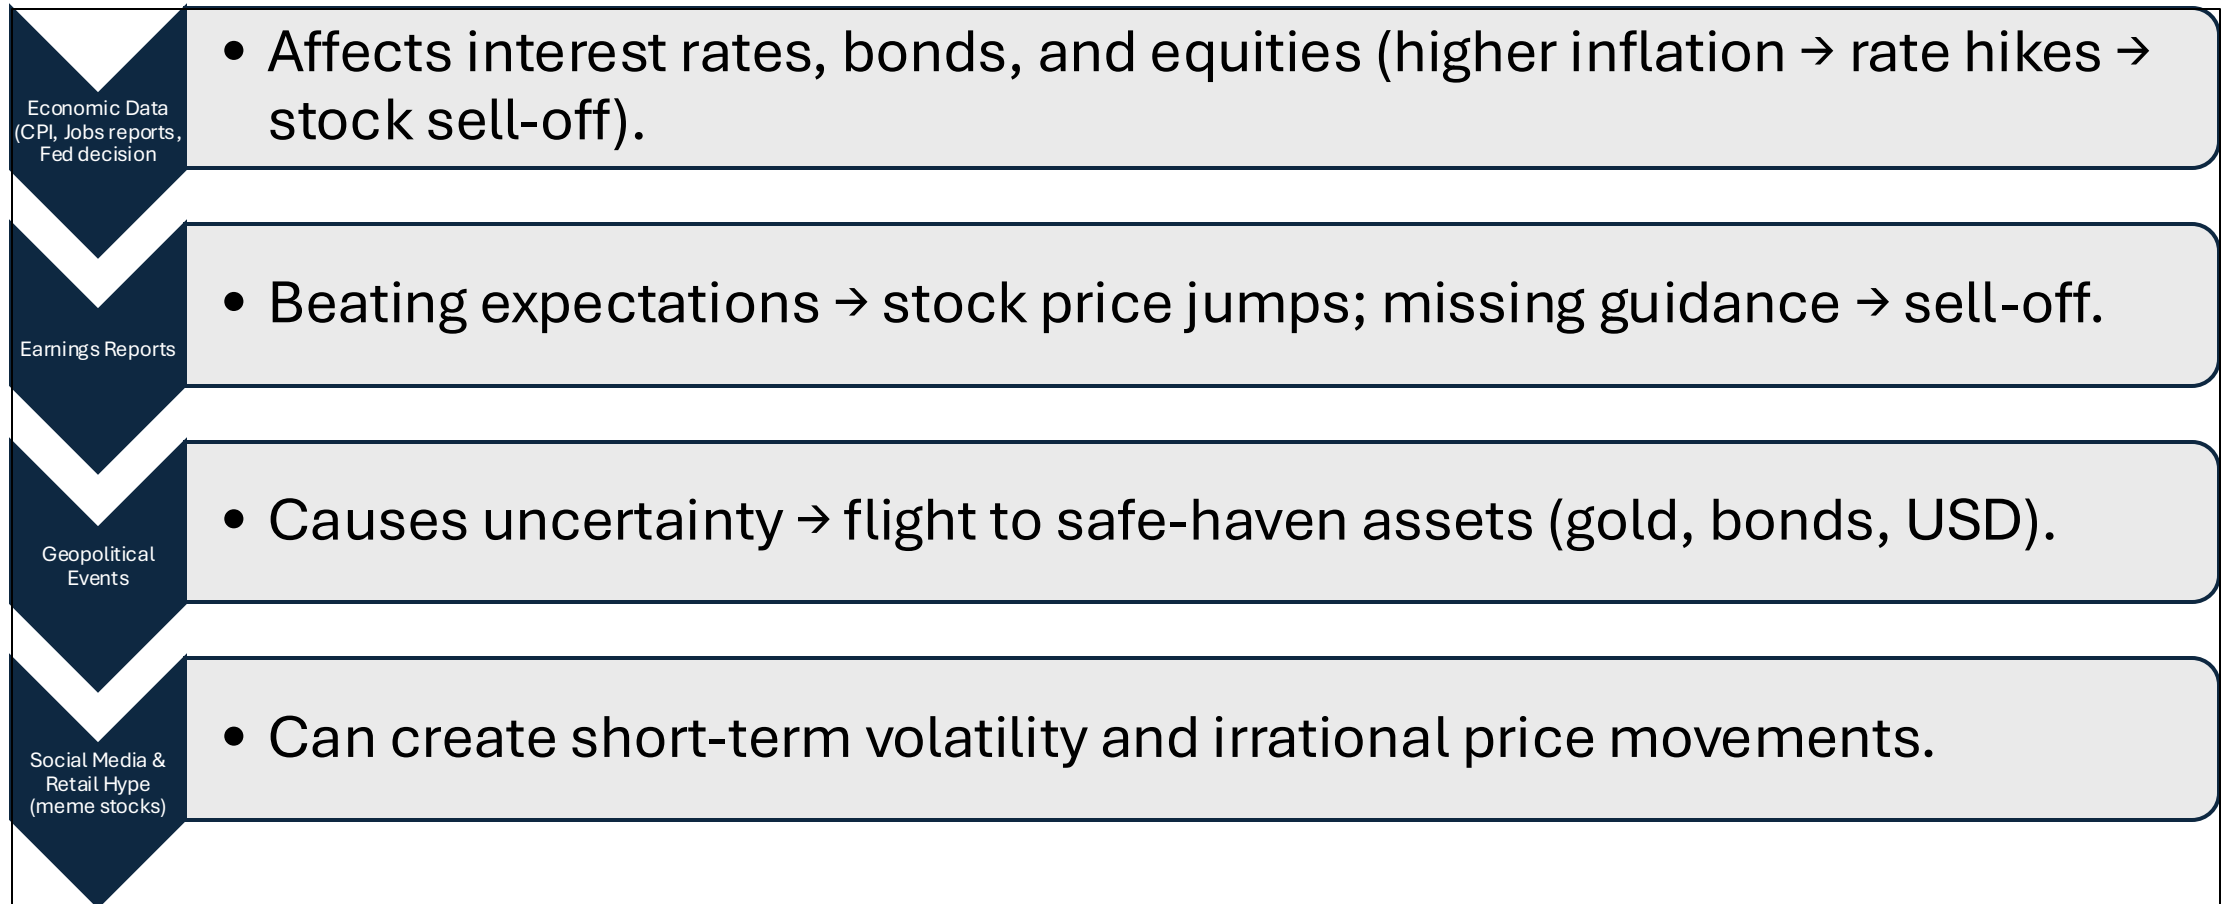 Economic Data
(CPI, Jobs reports,
Fed decision
• Affects interest rates, bonds, and equities (higher inflation → rate hikes →
stock sell-off).
Earnings Reports
• Beating expectations → stock price jumps; missing guidance → sell-off.
Geopolitical
Events
• Causes uncertainty → flight to safe-haven assets (gold, bonds, USD).
Social Media &
Retail Hype
(meme stocks)
• Can create short-term volatility and irrational price movements.